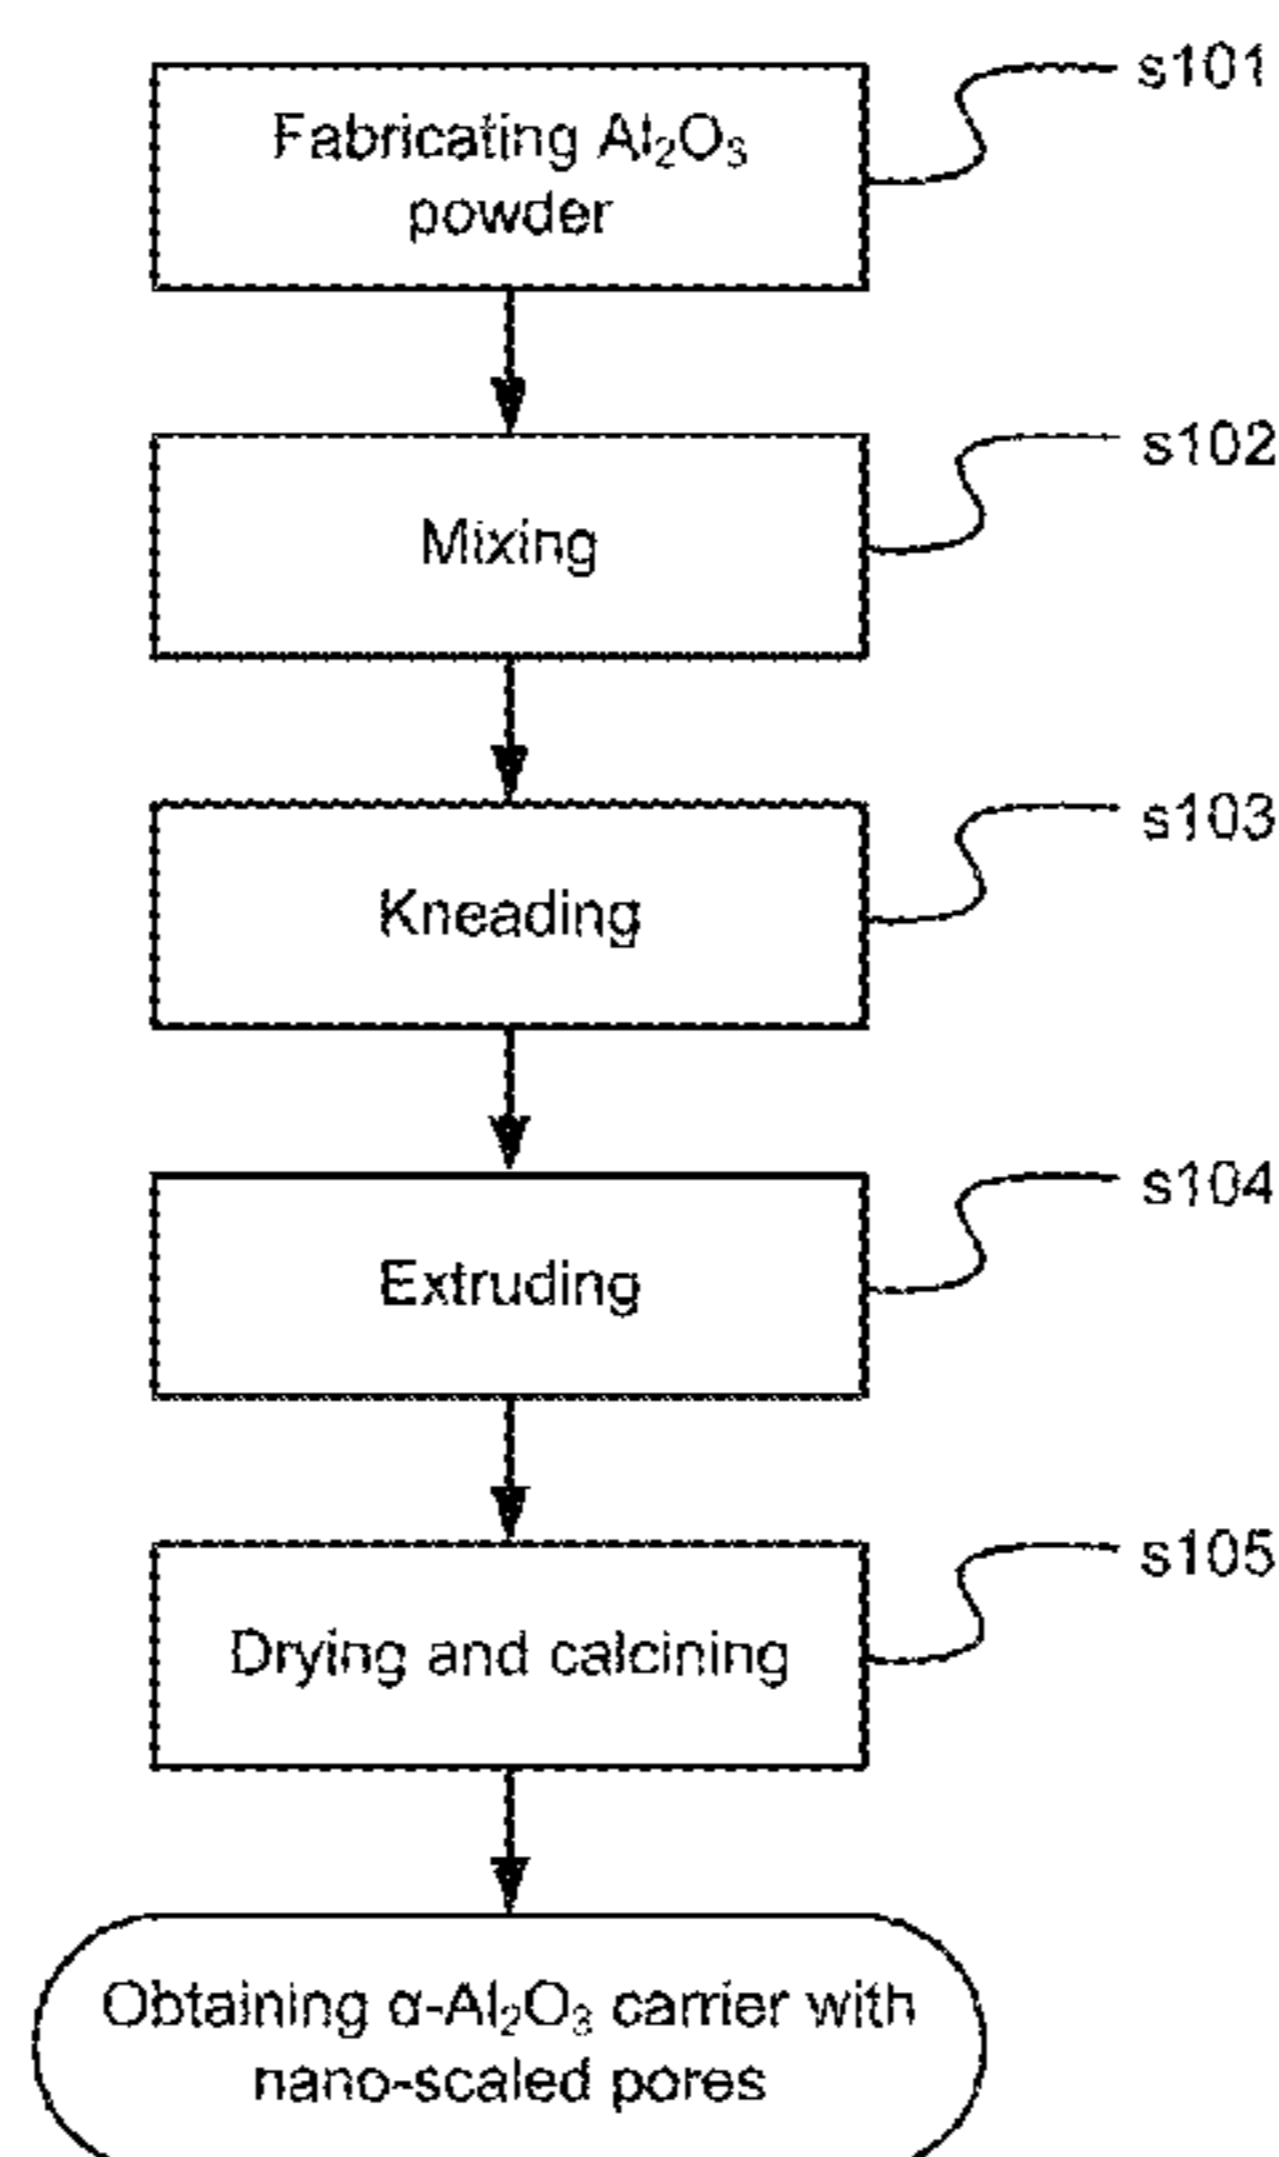 Fabricating Al₂O₃
powder
s101
Mixing
s102
Kneading
s103
Extruding
s104
Drying and calcining
s105
Obtaining α-Al₂O₃ carrier with
nano-scaled pores